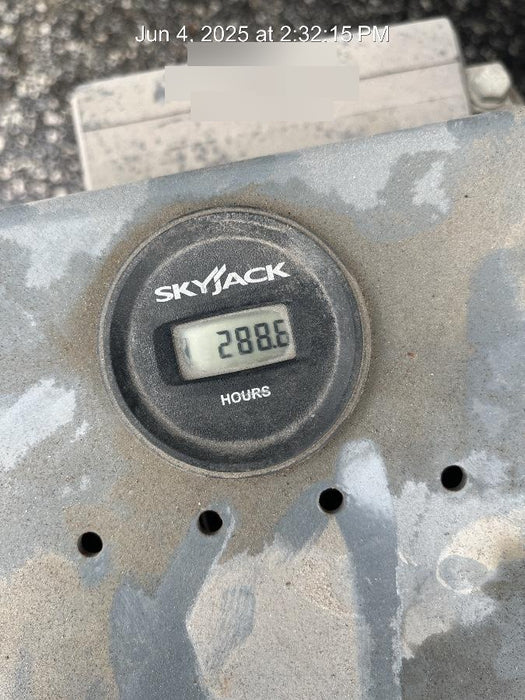 Jun 4, 2025 at 2:32:15 PM
SKYJACK
288.6
HOURS